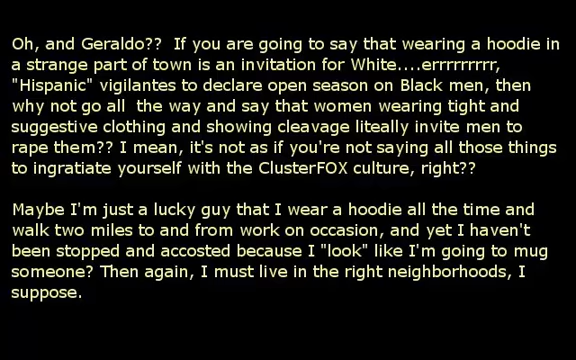 Oh, and Geraldo??  If you are going to say that wearing a hoodie in
a strange part of town is an invitation for White....errrrrrrrr,
"Hispanic" vigilantes to declare open season on Black men, then
why not go all  the way and say that women wearing tight and
suggestive clothing and showing cleavage liteally invite men to
rape them?? I mean, it's not as if you're not saying all those things
to ingratiate yourself with the ClusterFOX culture, right??

Maybe I'm just a lucky guy that I wear a hoodie all the time and
walk two miles to and from work on occasion, and yet I haven't
been stopped and accosted because I "look" like I'm going to mug
someone? Then again, I must live in the right neighborhoods, I
suppose.